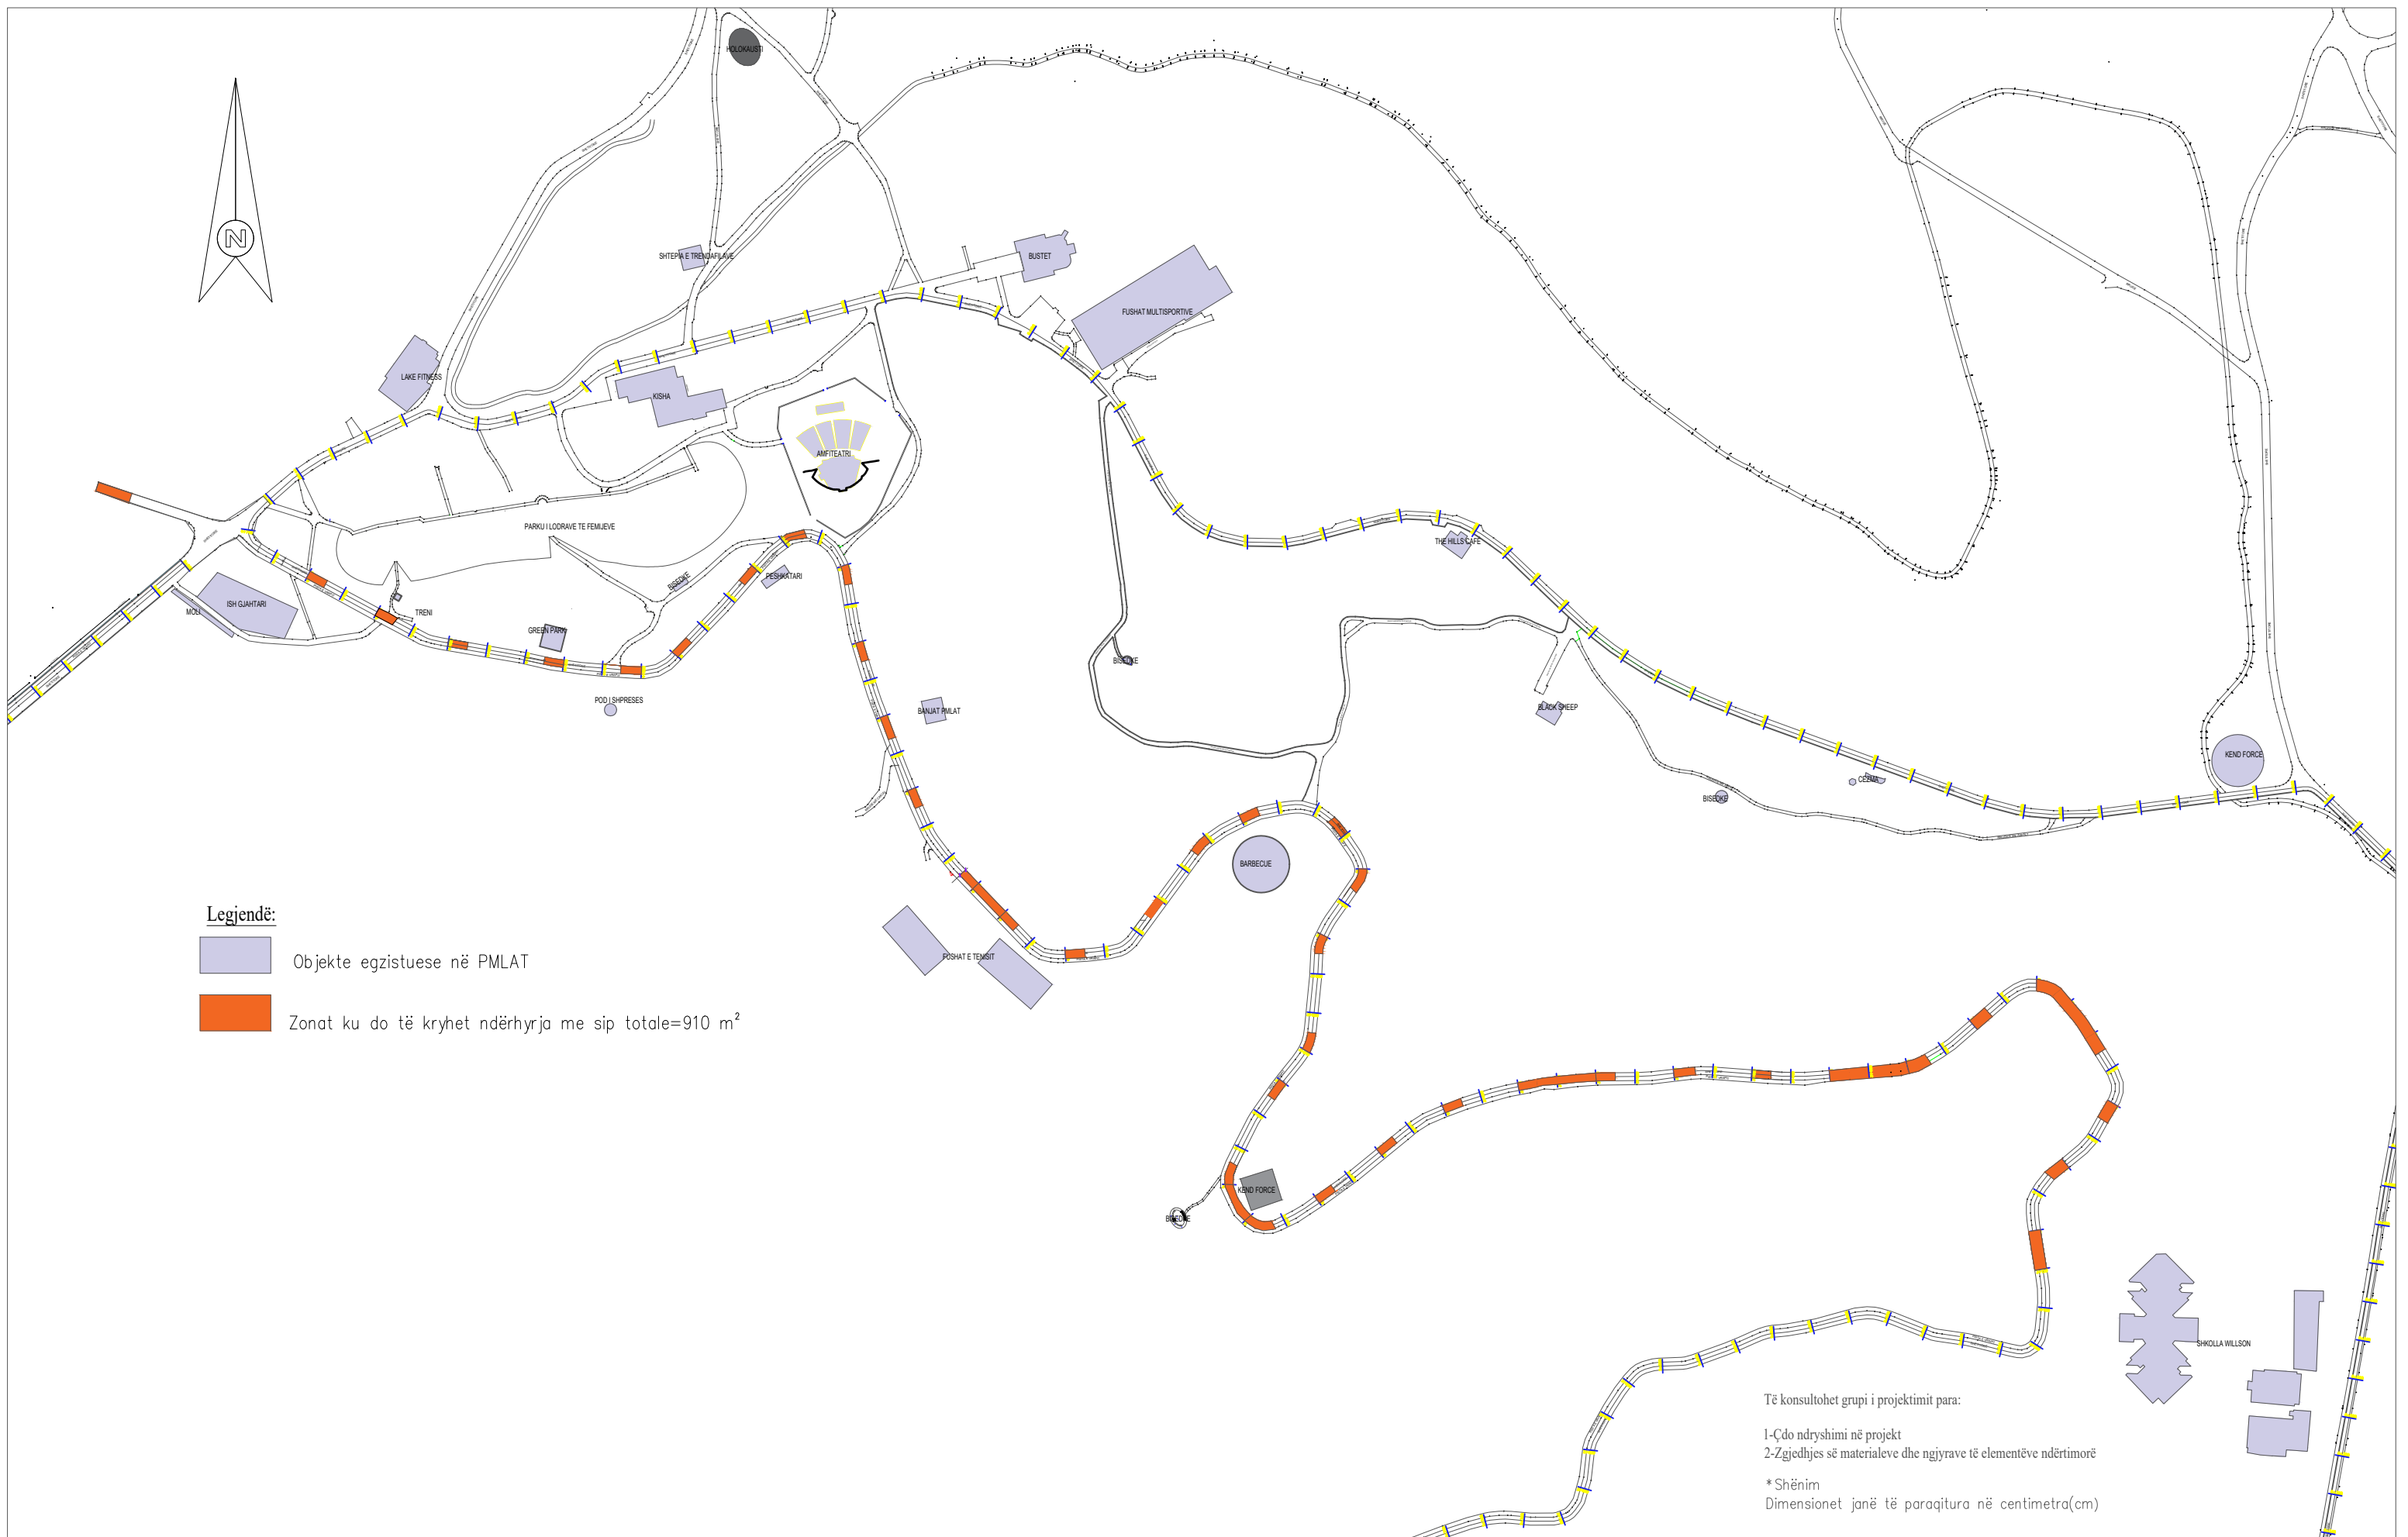 HOLOKAUSTI
N
SHTEPIA E TRENDAFILAVE
BUSTET
FUSHAT MULTISPORTIVE
LAKE FITNESS
KISHA
AMFITEATRI
PARKU I LODRAVE TE FEMIJEVE
THE HILLS CAFE
BISEDKE
PESHKATARI
MOLI
ISH GJAHTARI
TRENI
GREEN PARK
BISEDKE
POD I SHPRESES
BANJAT PMLAT
BLACK SHEEP
KEND FORCE
CEZMA
BISEDKE
BARBECUE
Legjendë:
Objekte egzistuese në PMLAT
Zonat ku do të kryhet ndërhyrja me sip totale=910 m²
FUSHAT E TENISIT
KEND FORCE
BISEDKE
SHKOLLA WILLSON
Të konsultohet grupi i projektimit para:
1-Çdo ndryshimi në projekt
2-Zgjedhjes së materialeve dhe ngjyrave të elementëve ndërtimorë
*Shënim
Dimensionet janë të paraqitura në centimetra(cm)